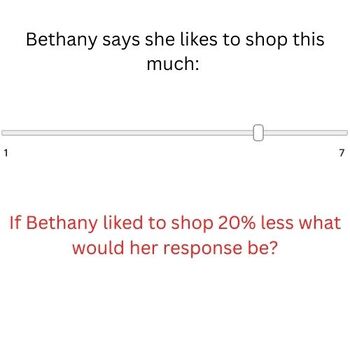 Bethany says she likes to shop this
much:
1 7
If Bethany liked to shop 20% less what
would her response be?